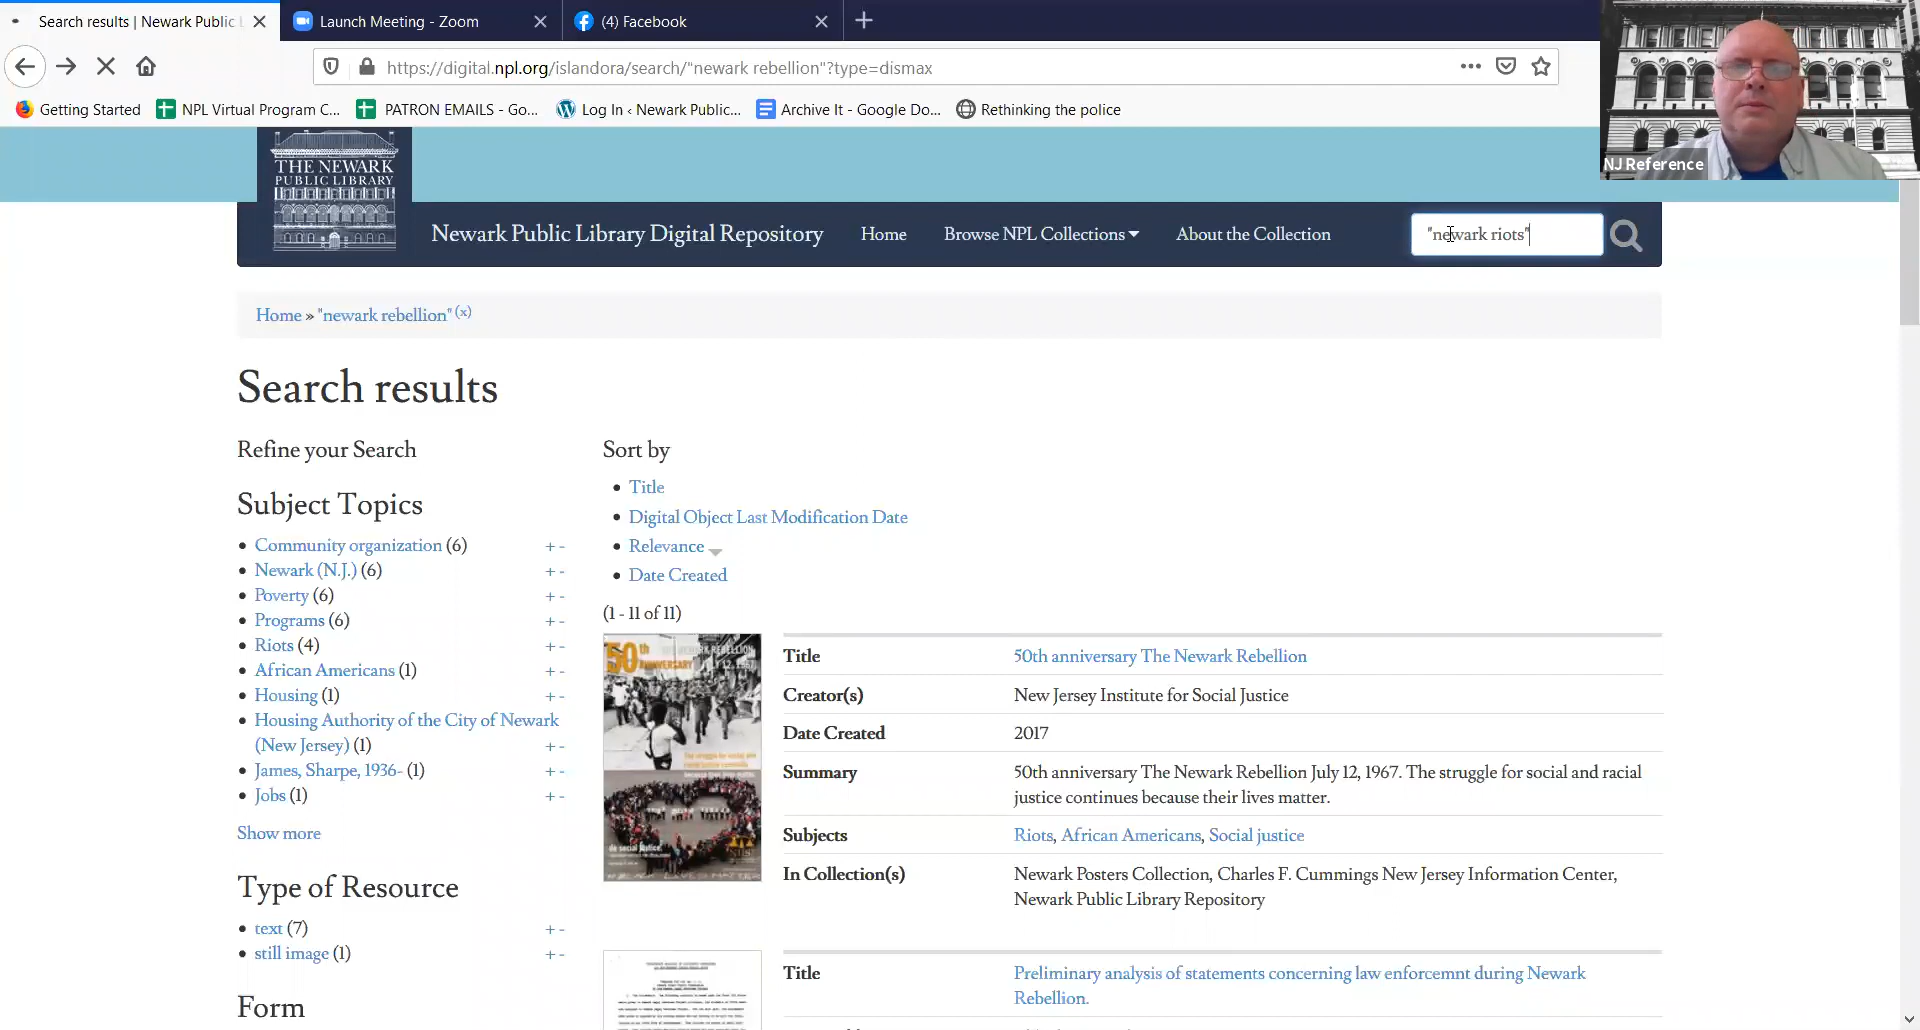 Search results | Newark Public L
Launch Meeting - Zoom
(4) Facebook
https://digital.npl.org/islandora/search/"newark rebellion"?type=dismax
Getting Started
NPL Virtual Program C...
PATRON EMAILS - Go...
Log In ‹ Newark Public...
Archive It - Google Do...
Rethinking the police
NJ Reference
THE NEWARK
PUBLIC LIBRARY
Newark Public Library Digital Repository
Home
Browse NPL Collections
About the Collection
"newark riots"
Home » "newark rebellion" (x)
Search results
Refine your Search
Subject Topics
Community organization (6) + -
Newark (N.J.) (6) + -
Poverty (6) + -
Programs (6) + -
Riots (4) + -
African Americans (1) + -
Housing (1) + -
Housing Authority of the City of Newark
(New Jersey) (1) + -
James, Sharpe, 1936- (1) + -
Jobs (1) + -
Show more
Type of Resource
text (7) + -
still image (1) + -
Form
Sort by
Title
Digital Object Last Modification Date
Relevance
Date Created
(1 - 11 of 11)
50th
ANNIVERSARY
Title 50th anniversary The Newark Rebellion
Creator(s) New Jersey Institute for Social Justice
Date Created 2017
Summary 50th anniversary The Newark Rebellion July 12, 1967. The struggle for social and racial
justice continues because their lives matter.
Subjects Riots, African Americans, Social justice
In Collection(s) Newark Posters Collection, Charles F. Cummings New Jersey Information Center,
Newark Public Library Repository
Title Preliminary analysis of statements concerning law enforcemnt during Newark
Rebellion.